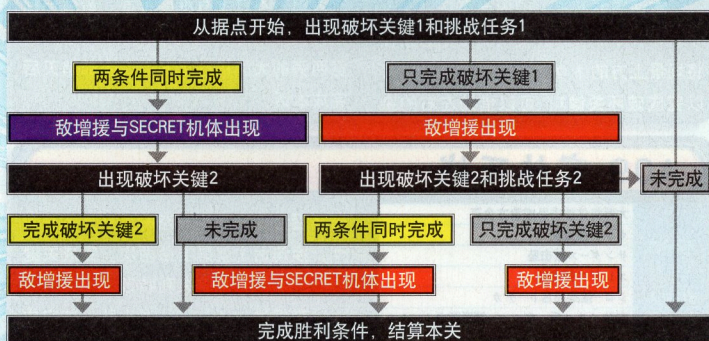 从据点开始，出现破坏关键1和挑战任务1
两条件同时完成
只完成破坏关键1
敌增援与SECRET机体出现
敌增援出现
出现破坏关键2
出现破坏关键2和挑战任务2
未完成
完成破坏关键2
未完成
两条件同时完成
只完成破坏关键2
敌增援出现
敌增援与SECRET机体出现
敌增援出现
完成胜利条件，结算本关